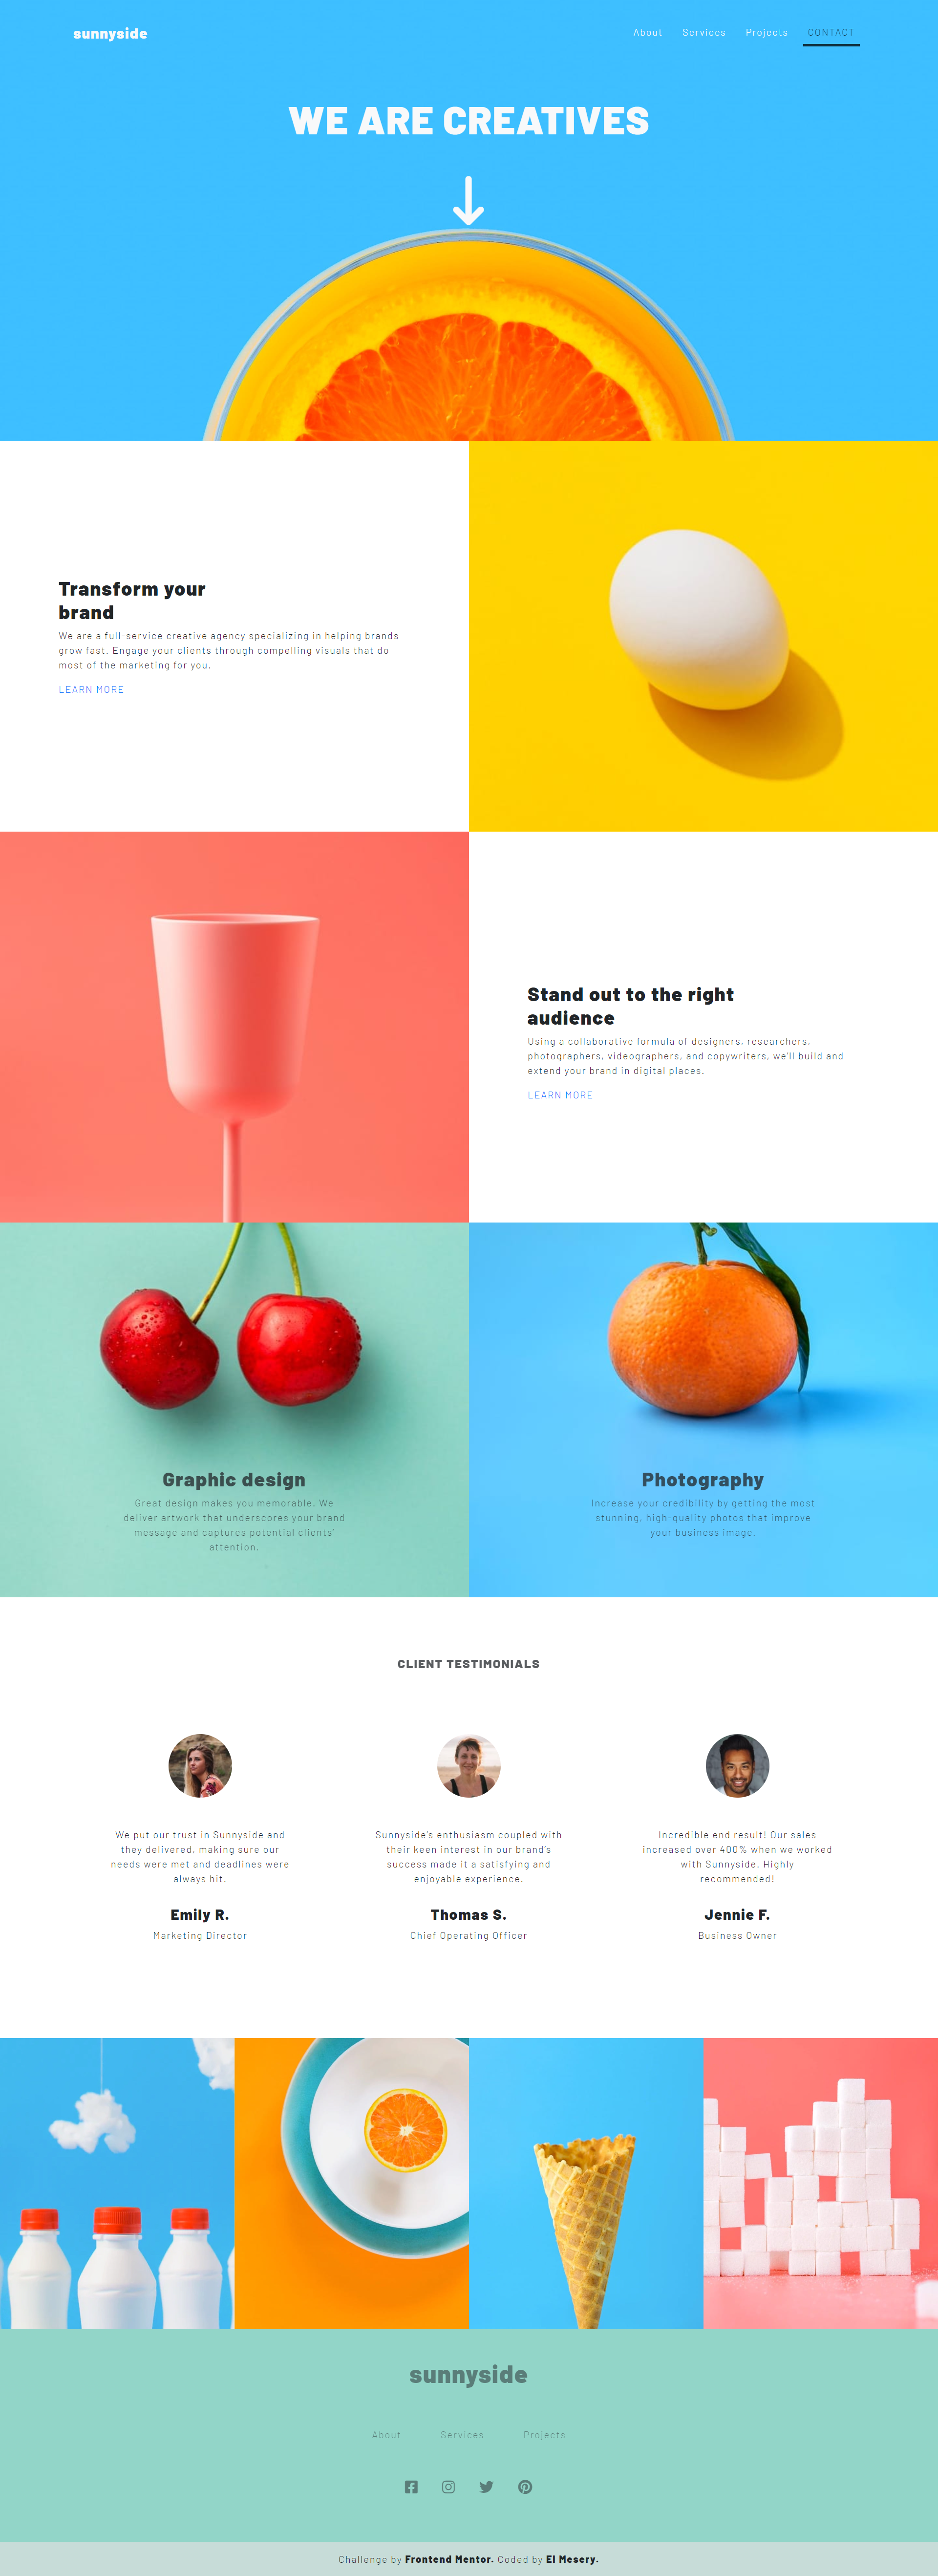 sunnyside
About Services Projects CONTACT
WE ARE CREATIVES
Transform your
brand
We are a full-service creative agency specializing in helping brands
grow fast. Engage your clients through compelling visuals that do
most of the marketing for you.
LEARN MORE
Stand out to the right
audience
Using a collaborative formula of designers, researchers,
photographers, videographers, and copywriters, we'll build and
extend your brand in digital places.
LEARN MORE
Graphic design
Great design makes you memorable. We
deliver artwork that underscores your brand
message and captures potential clients'
attention.
Photography
Increase your credibility by getting the most
stunning, high-quality photos that improve
your business image.
CLIENT TESTIMONIALS
We put our trust in Sunnyside and
they delivered, making sure our
needs were met and deadlines were
always hit.
Emily R.
Marketing Director
Sunnyside's enthusiasm coupled with
their keen interest in our brand's
success made it a satisfying and
enjoyable experience.
Thomas S.
Chief Operating Officer
Incredible end result! Our sales
increased over 400% when we worked
with Sunnyside. Highly
recommended!
Jennie F.
Business Owner
sunnyside
About Services Projects
Challenge by Frontend Mentor. Coded by El Mesery.